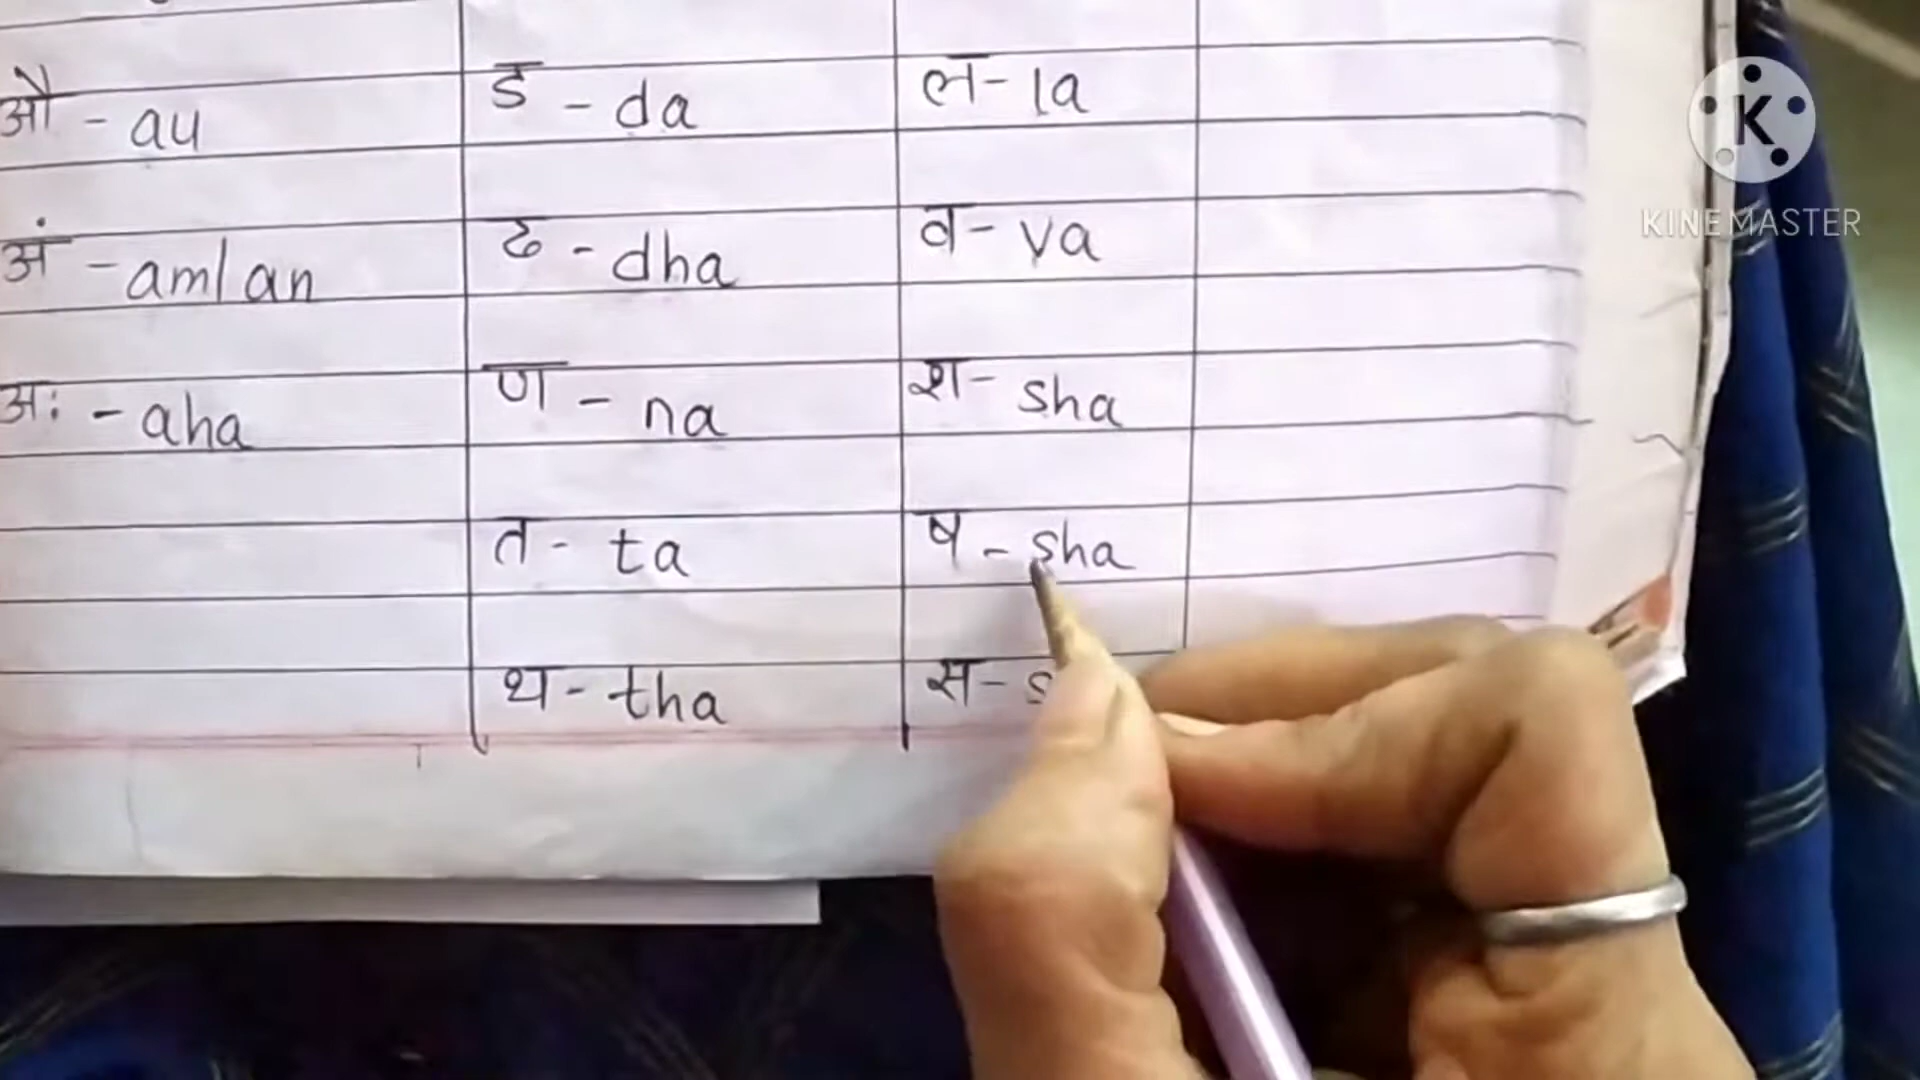 औ - au ड - da ल - la
अं - am/an ढ - dha व - va
अः - aha ण - na श - sha
त - ta ष - sha
थ - tha स -
K
KINEMASTER